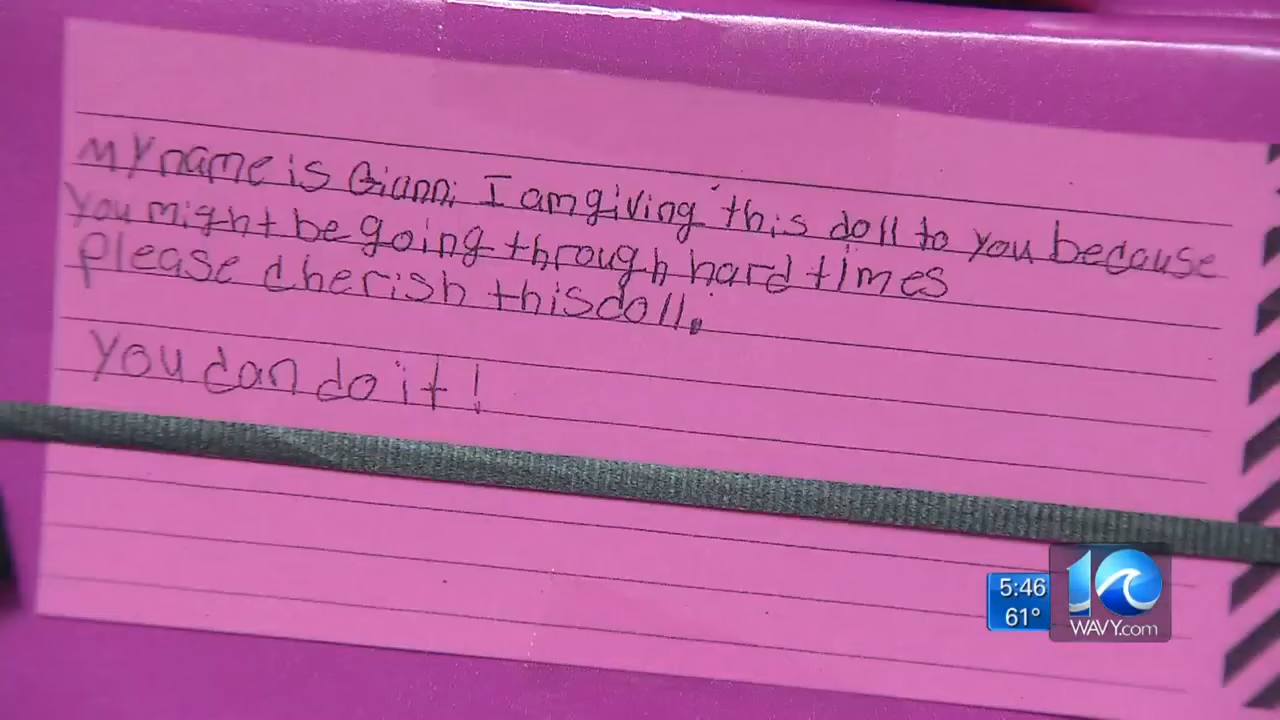 MY name is Gianni I am giving this doll to you because
you might be going through hard times
please cherish this doll.
You can do it!
5:46
61°
10
WAVY.com